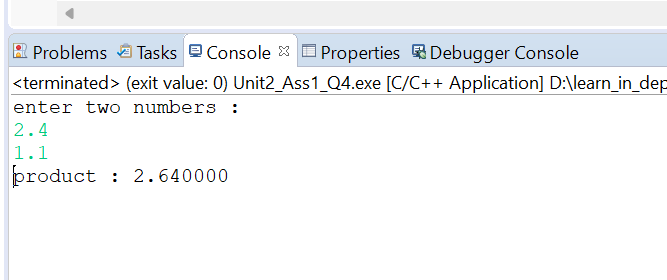 Problems Tasks Console Properties Debugger Console
<terminated> (exit value: 0) Unit2_Ass1_Q4.exe [C/C++ Application] D:\learn_in_dep
enter two numbers :
2.4
1.1
product : 2.640000